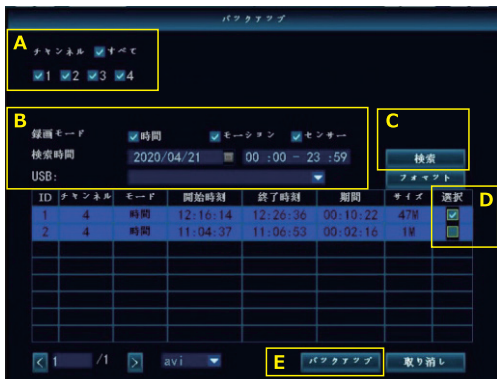 バックアップ
A
チャンネル すべて
1 2 3 4
B
C
録画モード 時間 モーション センサー
検索時間 2020/04/21 00 :00 - 23 :59 検索
USB: フォマット
ID チャンネル モード 開始時刻 終了時刻 期間 サイズ 選択
D
1 4 時間 12:16:14 12:26:36 00:10:22 47M
2 4 時間 11:04:37 11:06:53 00:02:16 1M
1 /1 avi E バックアップ 取り消し